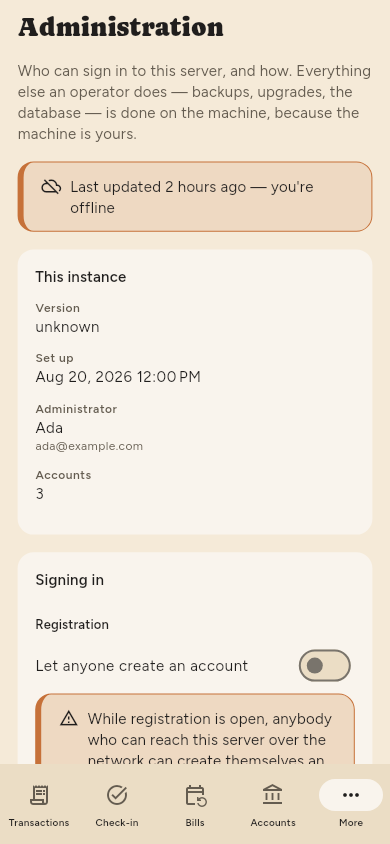 Administration
Who can sign in to this server, and how. Everything
else an operator does — backups, upgrades, the
database — is done on the machine, because the
machine is yours.
Last updated 2 hours ago — you're
offline
This instance
Version
unknown
Set up
Aug 20, 2026 12:00 PM
Administrator
Ada
ada@example.com
Accounts
3
Signing in
Registration
Let anyone create an account
While registration is open, anybody
who can reach this server over the
network can create themselves an
Transactions
Check-in
Bills
Accounts
More